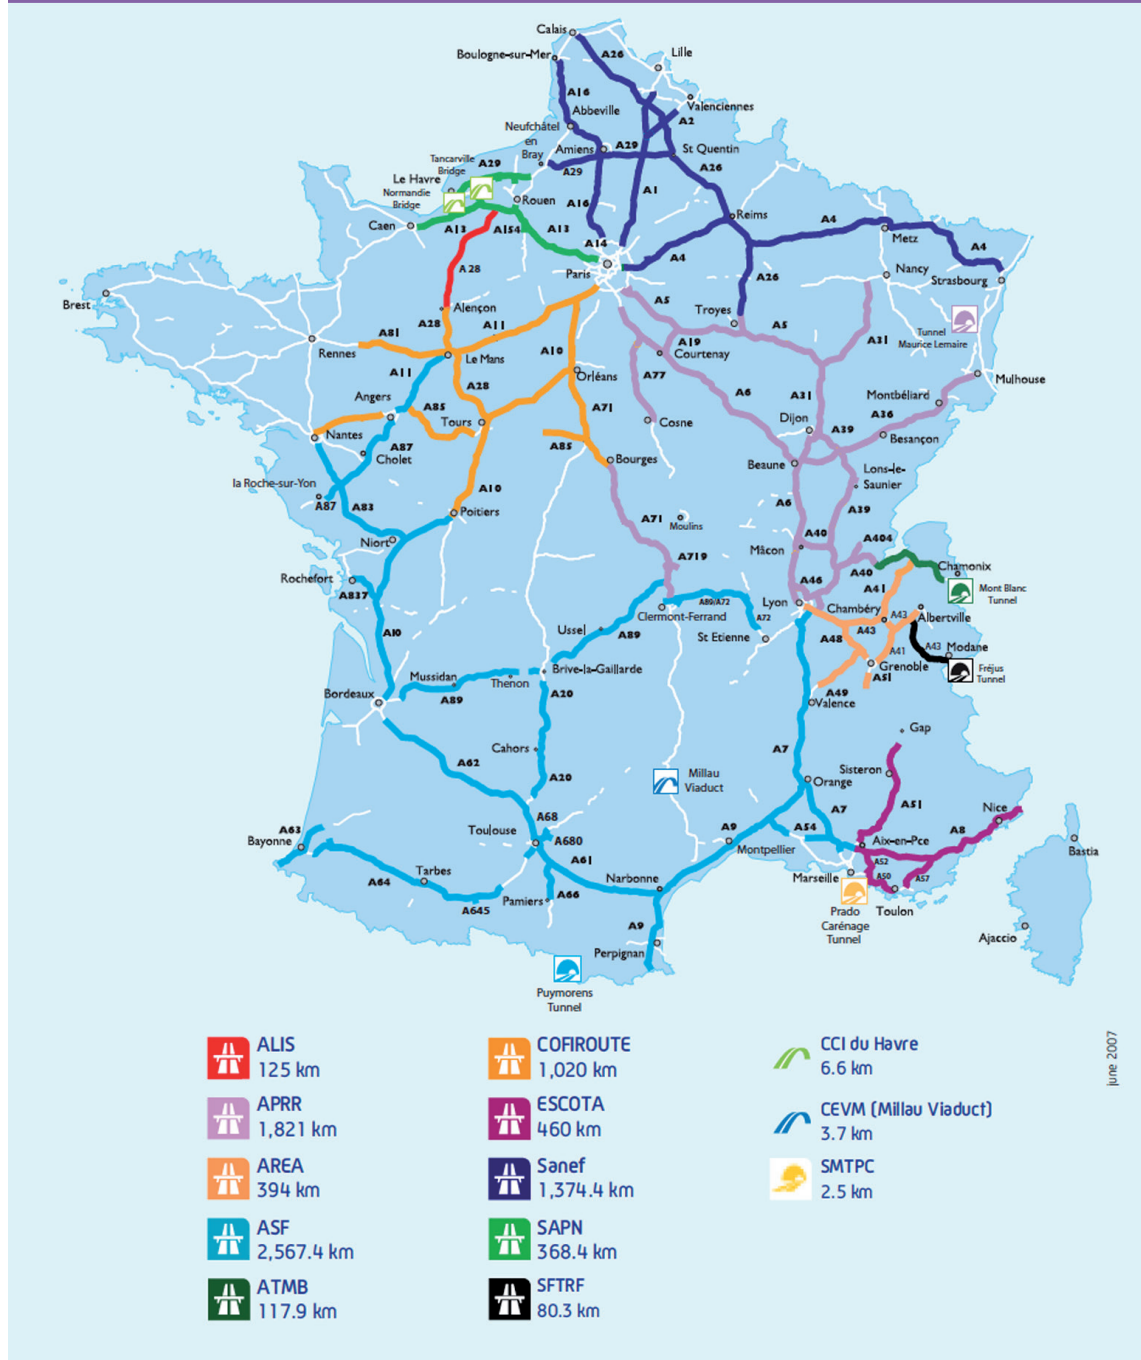 Calais
Boulogne-sur-Mer
A26
Lille
A16
Abbeville
Valenciennes
A2
Neufchâtel
en
Bray
Amiens
A29
St Quentin
Tancarville
Bridge
A29
A29
A26
Le Havre
Normandie
Bridge
Rouen
A16
A1
Reims
Caen
A13
A154
A13
A14
A4
Metz
A4
A4
Paris
A28
A26
Nancy
Strasbourg
Brest
Alençon
A5
Troyes
A5
A28
A11
A81
A19
A31
Tunnel
Maurice Lemaire
Rennes
Le Mans
A10
Courtenay
A11
A77
Orléans
Mulhouse
A28
A6
A31
Montbéliard
Angers
A85
A71
Dijon
A36
Tours
Cosne
A39
Nantes
A87
A85
Besançon
Cholet
Bourges
Beaune
Lons-le-
Saunier
la Roche-sur-Yon
A10
A87
A83
Poitiers
A6
A39
A71
Moulins
Niort
A40
A404
Mâcon
A719
Rochefort
A40
Chamonix
A837
A46
A41
Mont Blanc
Tunnel
A89/A72
Lyon
Chambéry
A43
Albertville
Clermont-Ferrand
A72
Ussel
A89
St Etienne
A48
A43
A10
A41
A43
Modane
Mussidan
Brive-la-Gaillarde
Grenoble
Fréjus
Tunnel
Thenon
A51
Bordeaux
A89
A20
A49
Valence
Gap
Cahors
A7
A62
A20
Millau
Viaduct
Sisteron
Orange
A51
Nice
A68
A7
A63
Toulouse
A9
A54
A8
Bayonne
A680
Montpellier
Aix-en-Pce
Bastia
A61
A52
Tarbes
Narbonne
Marseille
A50
A57
A64
A645
Pamiers
A66
Prado
Carénage
Tunnel
Toulon
A9
Ajaccio
Perpignan
Puymorens
Tunnel
june 2007
ALIS
125 km
APRR
1,821 km
AREA
394 km
ASF
2,567.4 km
ATMB
117.9 km
COFIROUTE
1,020 km
ESCOTA
460 km
Sanef
1,374.4 km
SAPN
368.4 km
SFTRF
80.3 km
CCI du Havre
6.6 km
CEVM (Millau Viaduct)
3.7 km
SMTPC
2.5 km